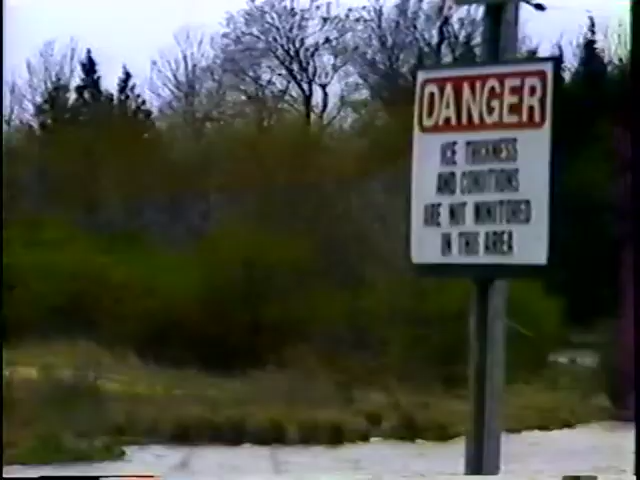 DANGER
ICE THICKNESS
AND CONDITIONS
ARE NOT MONITORED
IN THIS AREA